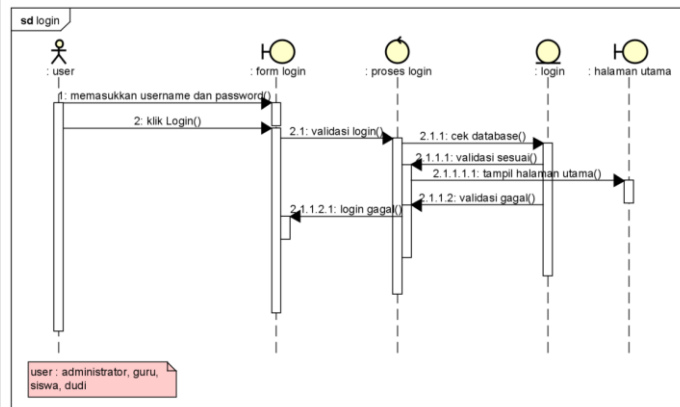 sd login
: user
: form login
: proses login
: login
: halaman utama
1: memasukkan username dan password()
2: klik Login()
2.1: validasi login()
2.1.1: cek database()
2.1.1.1: validasi sesuai()
2.1.1.1.1: tampil halaman utama()
2.1.1.2: validasi gagal()
2.1.1.2.1: login gagal()
user : administrator, guru,
siswa, dudi